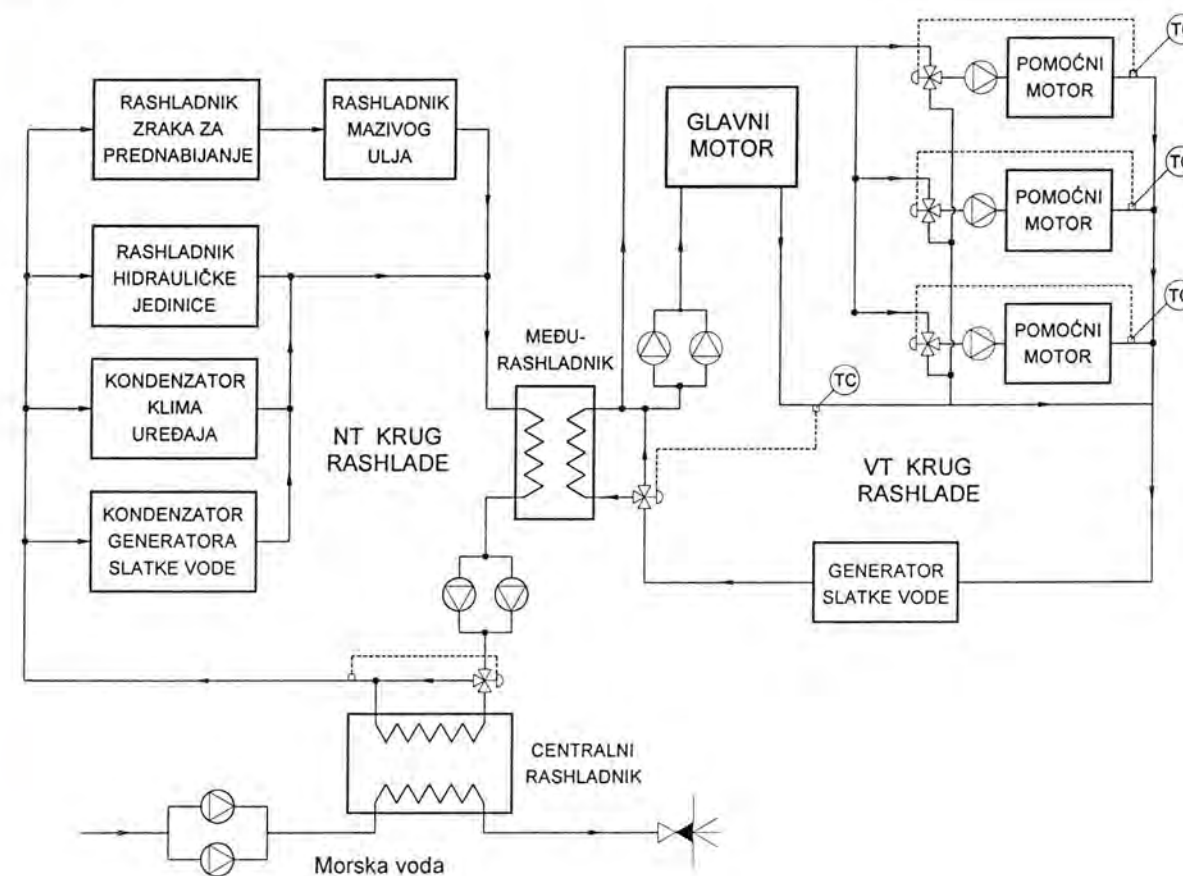 RASHLADNIK
ZRAKA ZA
PREDNABIJANJE
RASHLADNIK
MAZIVOG
ULJA
RASHLADNIK
HIDRAULIČKE
JEDINICE
KONDENZATOR
KLIMA
UREĐAJA
KONDENZATOR
GENERATORA
SLATKE VODE
NT KRUG
RASHLADE
MEĐU-
RASHLADNIK
GLAVNI
MOTOR
POMOĆNI
MOTOR
POMOĆNI
MOTOR
POMOĆNI
MOTOR
TC
VT KRUG
RASHLADE
GENERATOR
SLATKE VODE
CENTRALNI
RASHLADNIK
Morska voda